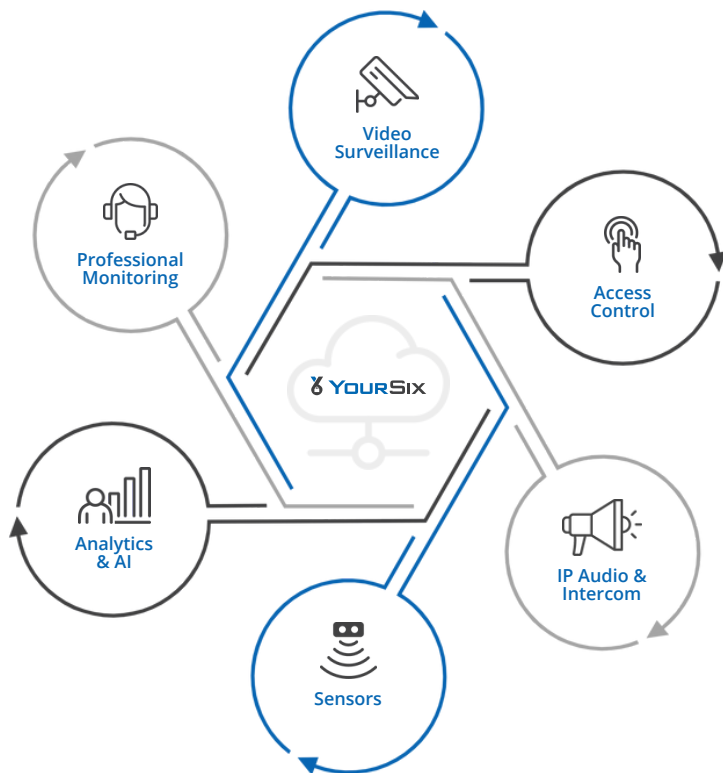 Video
Surveillance
Professional
Monitoring
Access
Control
YourSix
Analytics
& AI
IP Audio &
Intercom
Sensors